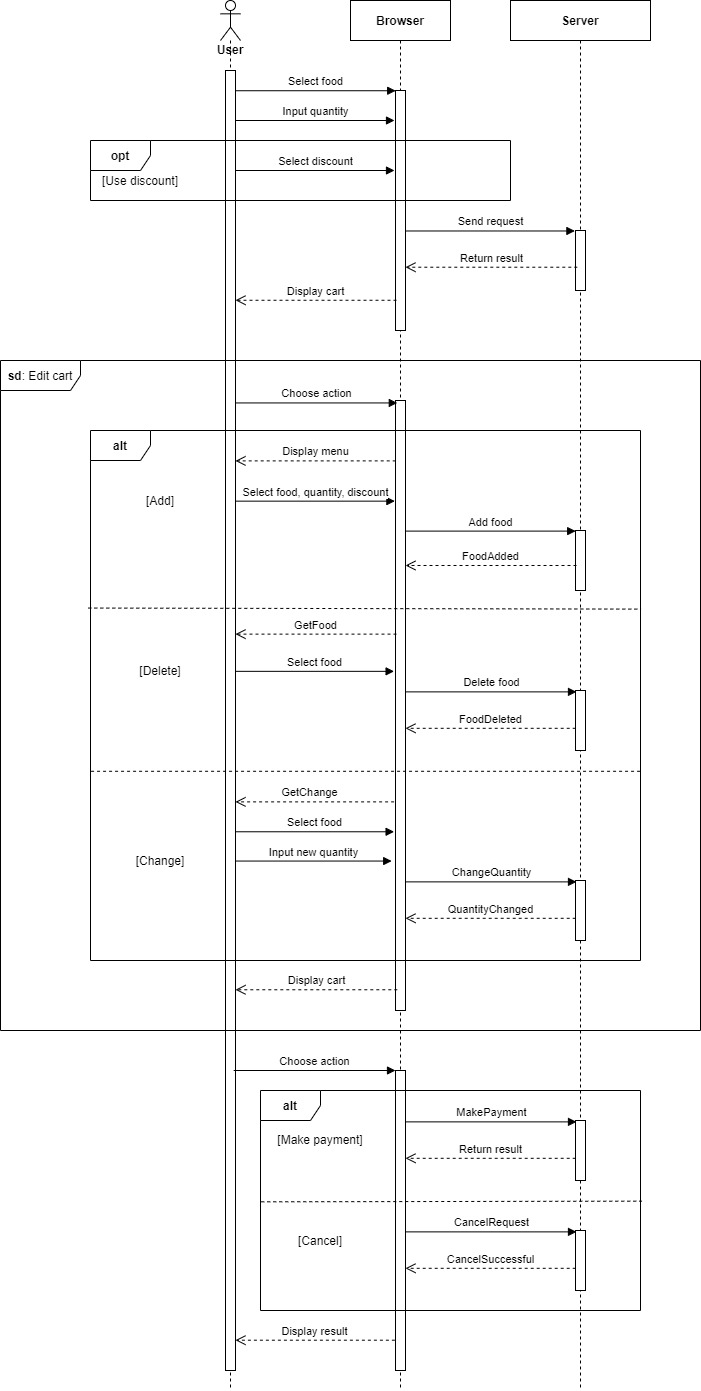 User
Browser
Server
Select food
Input quantity
opt
Select discount
[Use discount]
Send request
Return result
Display cart
sd: Edit cart
Choose action
alt
Display menu
[Add]
Select food, quantity, discount
Add food
FoodAdded
GetFood
[Delete]
Select food
Delete food
FoodDeleted
GetChange
Select food
Input new quantity
[Change]
ChangeQuantity
QuantityChanged
Display cart
Choose action
alt
MakePayment
[Make payment]
Return result
CancelRequest
[Cancel]
CancelSuccessful
Display result